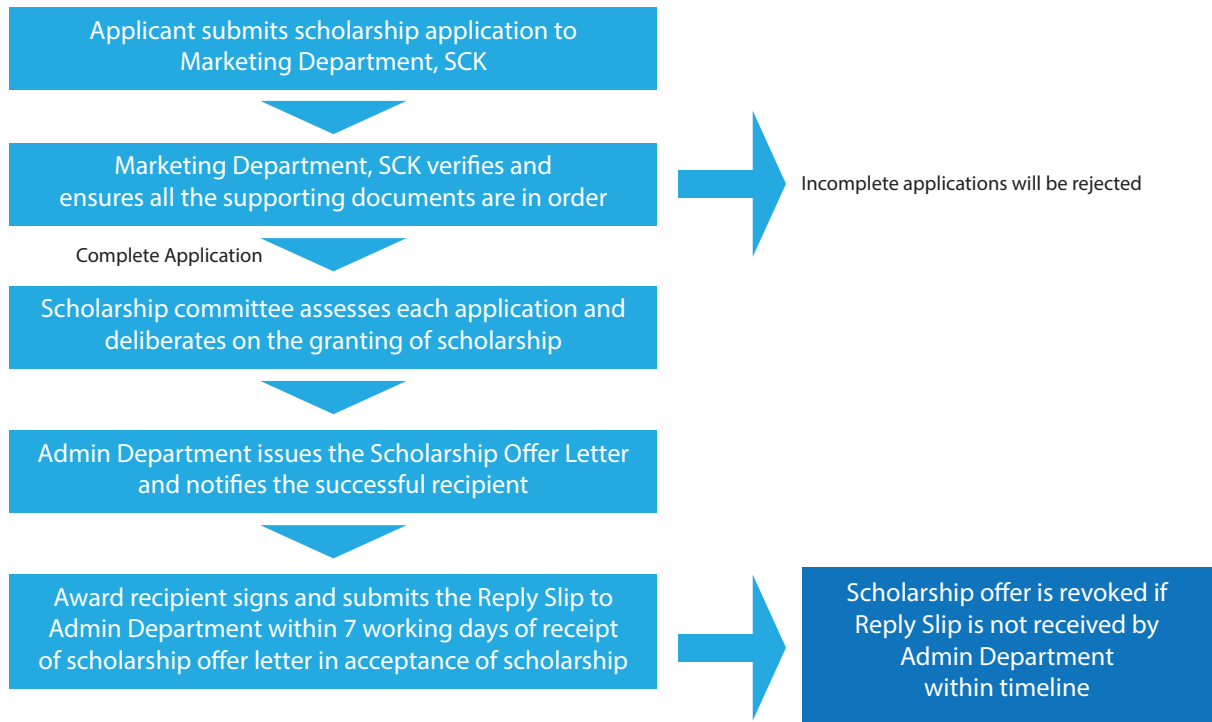 Applicant submits scholarship application to
Marketing Department, SCK
Marketing Department, SCK verifies and
ensures all the supporting documents are in order
Incomplete applications will be rejected
Complete Application
Scholarship committee assesses each application and
deliberates on the granting of scholarship
Admin Department issues the Scholarship Offer Letter
and notifies the successful recipient
Award recipient signs and submits the Reply Slip to
Admin Department within 7 working days of receipt
of scholarship offer letter in acceptance of scholarship
Scholarship offer is revoked if
Reply Slip is not received by
Admin Department
within timeline